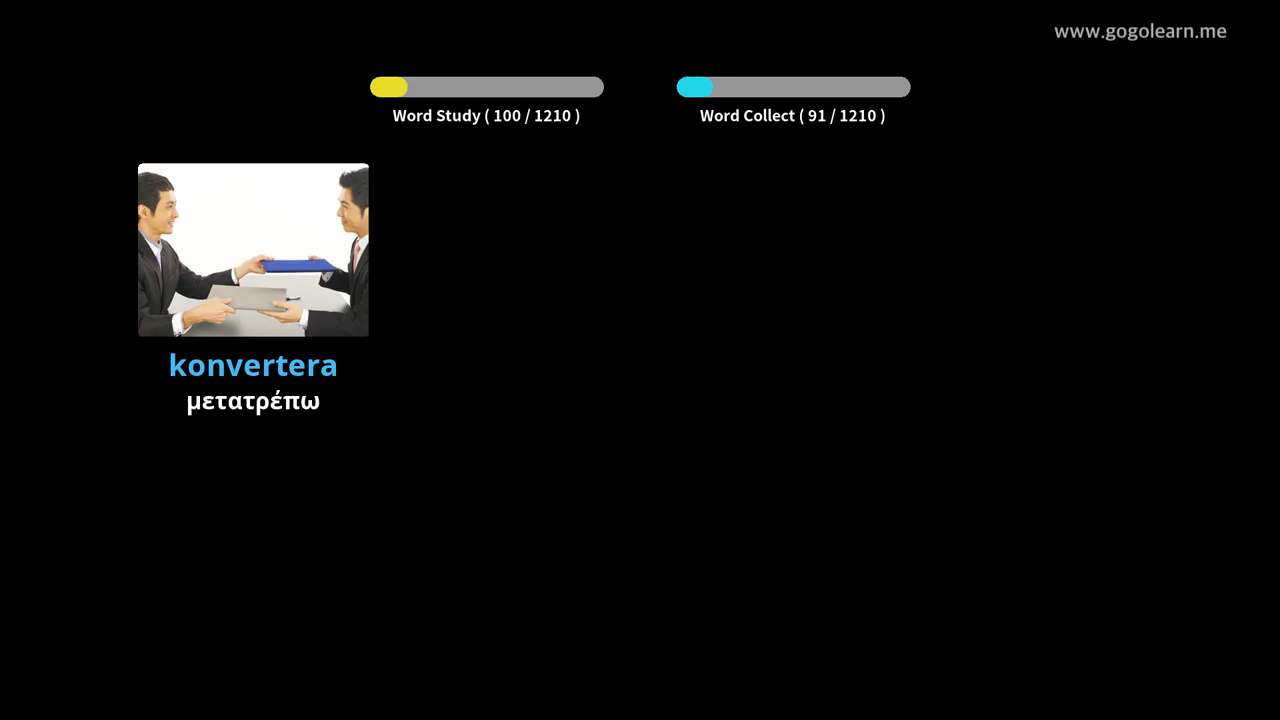 www.gogolearn.me
Word Study ( 100 / 1210 )
Word Collect ( 91 / 1210 )
konvertera
μετατρέπω